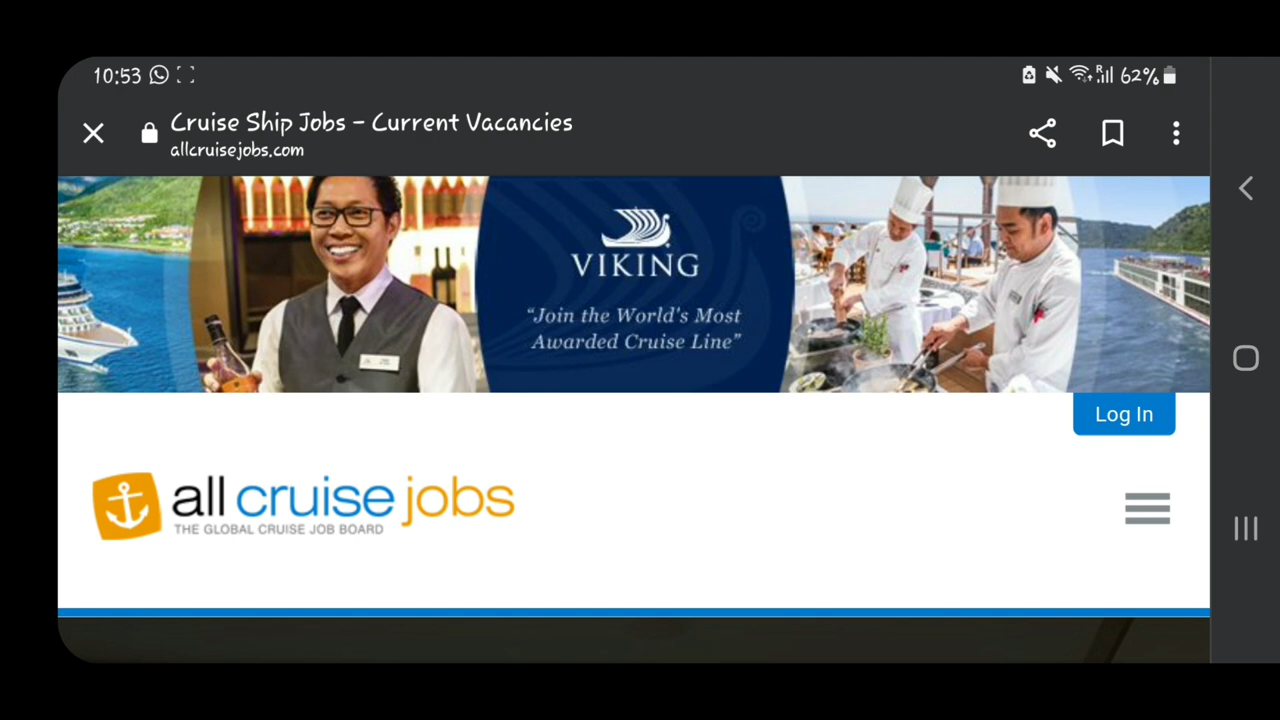 10:53
62%
Cruise Ship Jobs – Current Vacancies
allcruisejobs.com
VIKING
“Join the World's Most
Awarded Cruise Line”
Log In
all cruise jobs
THE GLOBAL CRUISE JOB BOARD